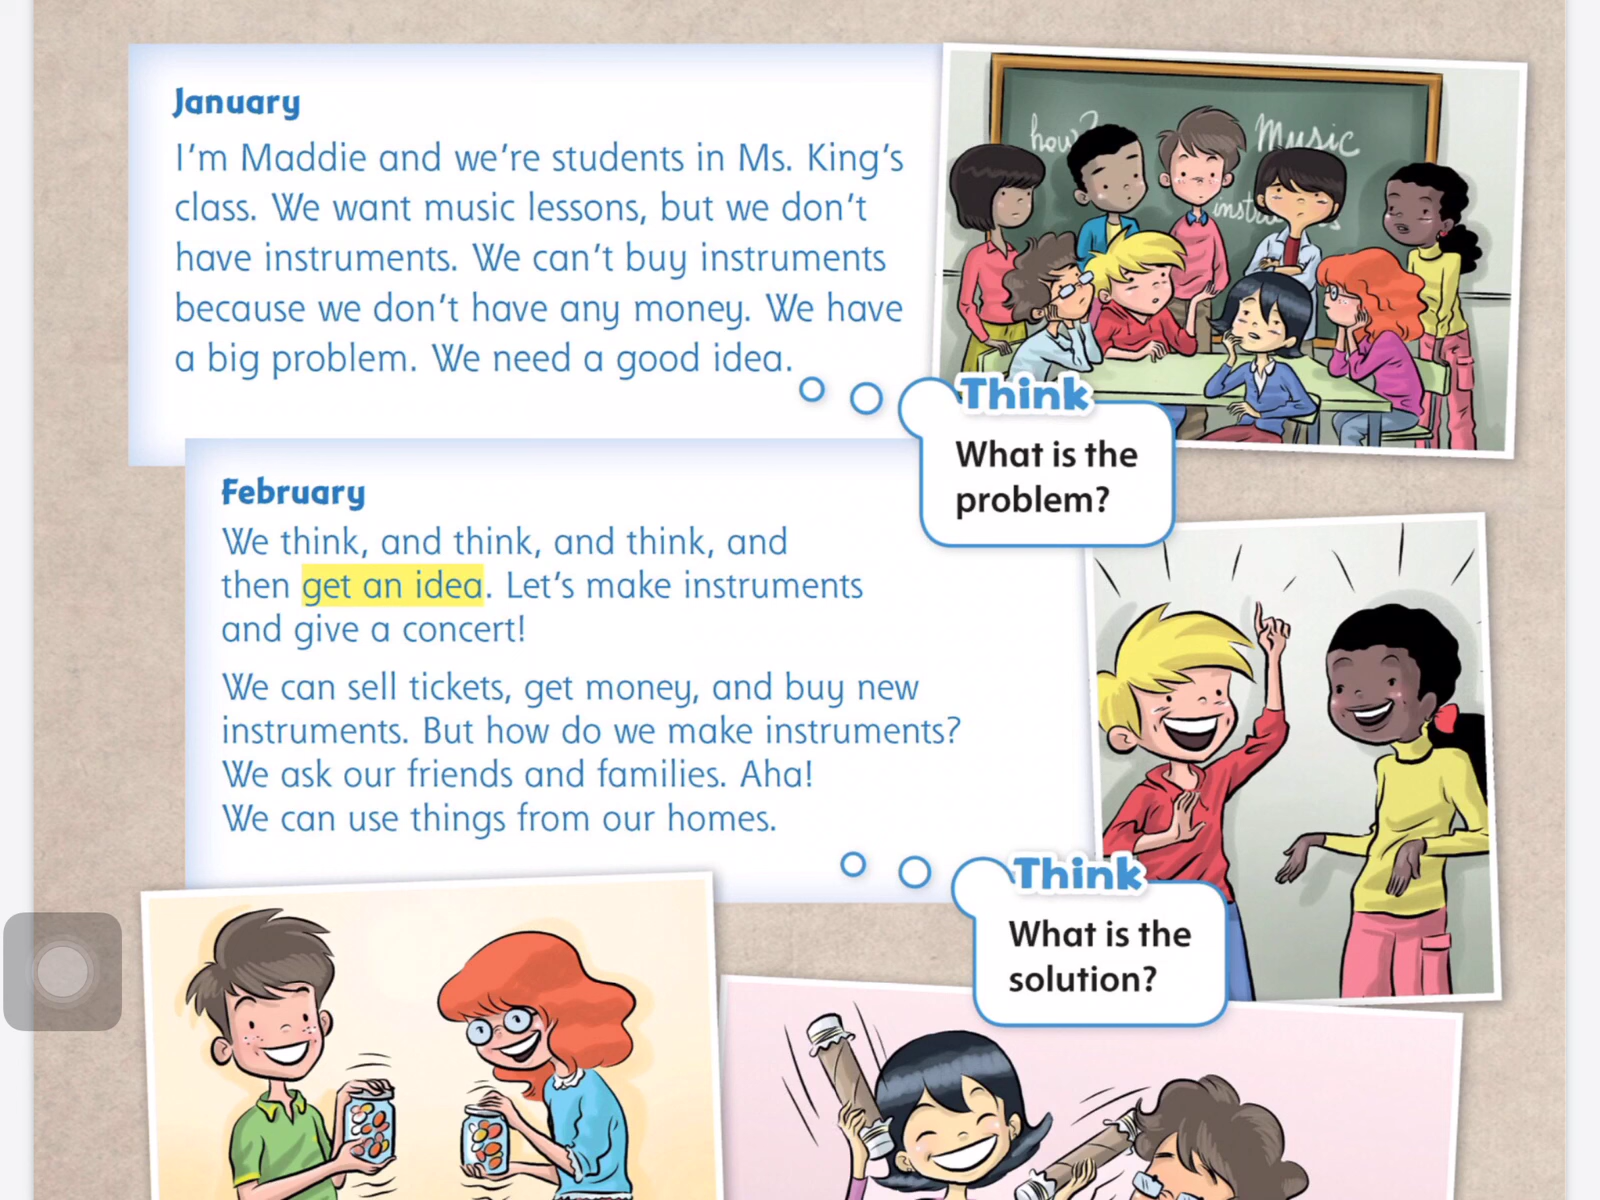 January
I'm Maddie and we're students in Ms. King's
class. We want music lessons, but we don't
have instruments. We can't buy instruments
because we don't have any money. We have
a big problem. We need a good idea.
how?
Music
Think
What is the
problem?
February
We think, and think, and think, and
then get an idea. Let's make instruments
and give a concert!
We can sell tickets, get money, and buy new
instruments. But how do we make instruments?
We ask our friends and families. Aha!
We can use things from our homes.
Think
What is the
solution?